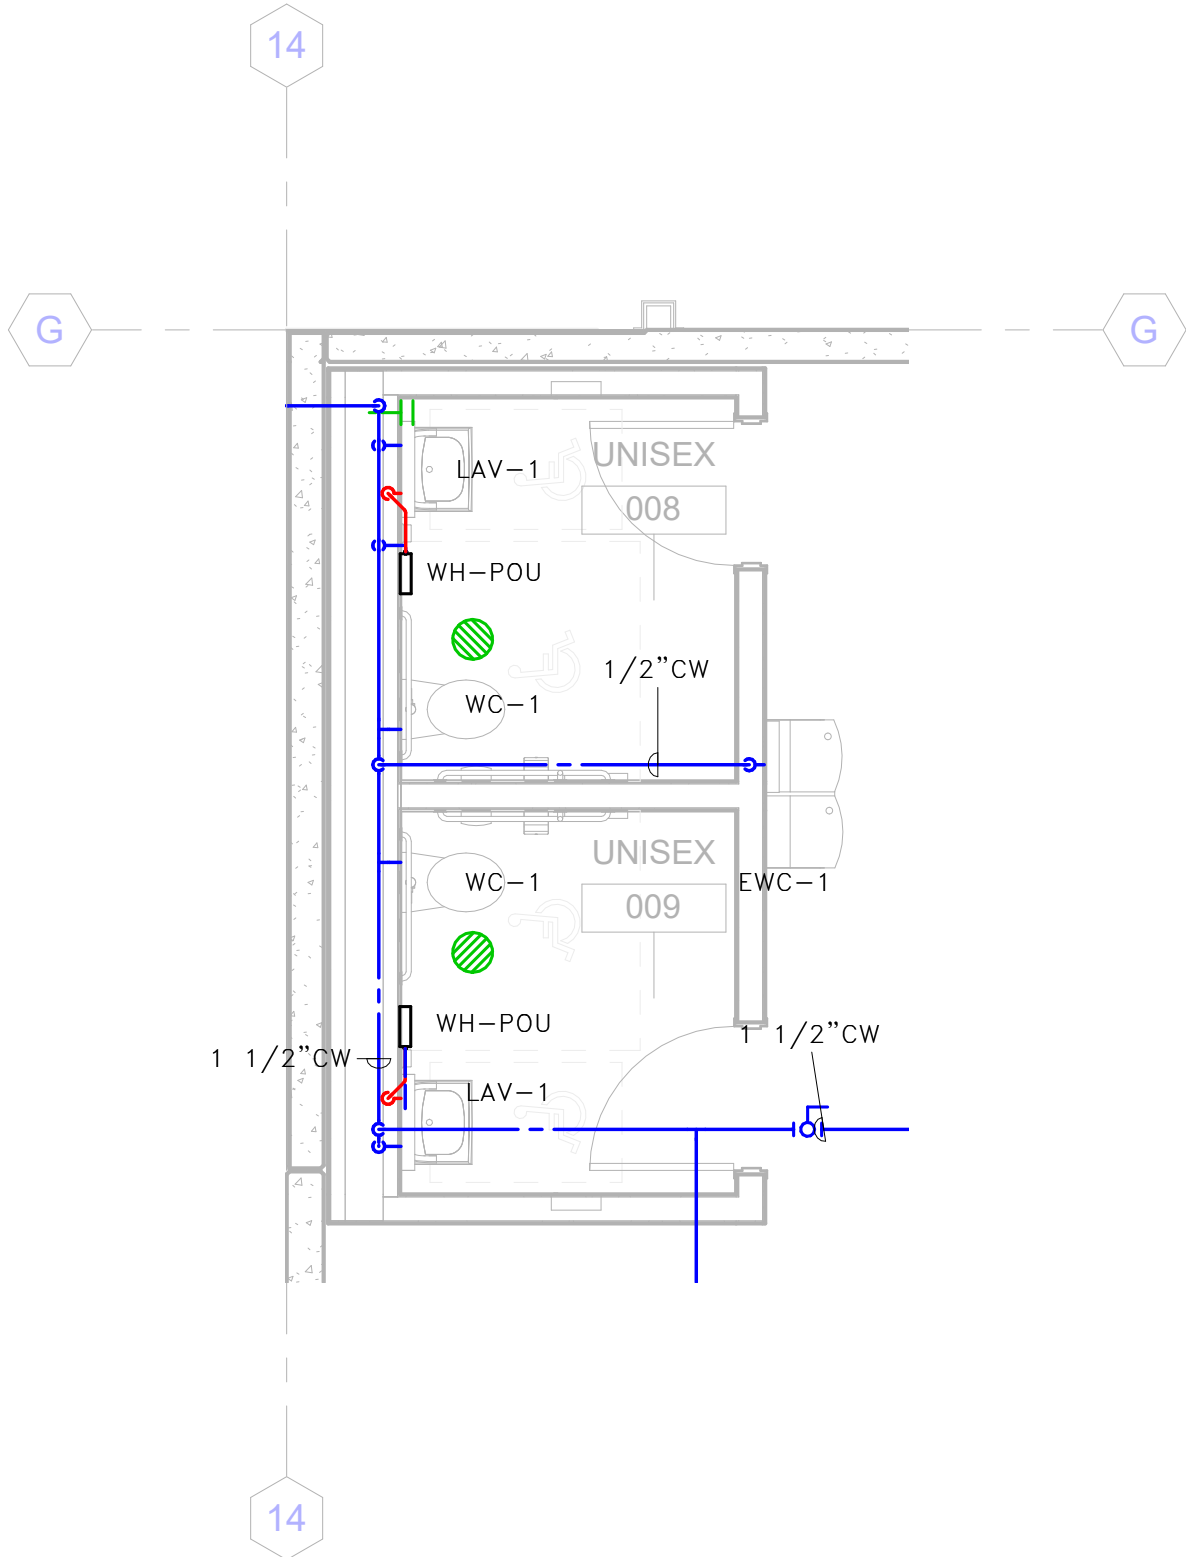 14
G
G
UNISEX
LAV-1
008
WH-POU
1/2"CW
WC-1
UNISEX
WC-1
EWC-1
009
WH-POU
1 1/2"CW
1 1/2"CW
LAV-1
14